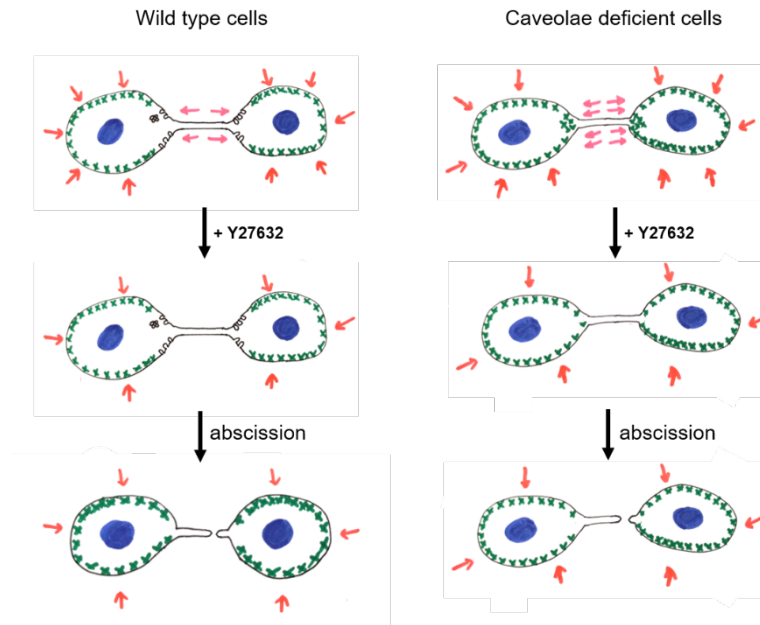 Wild type cells
Caveolae deficient cells
+ Y27632
+ Y27632
abscission
abscission